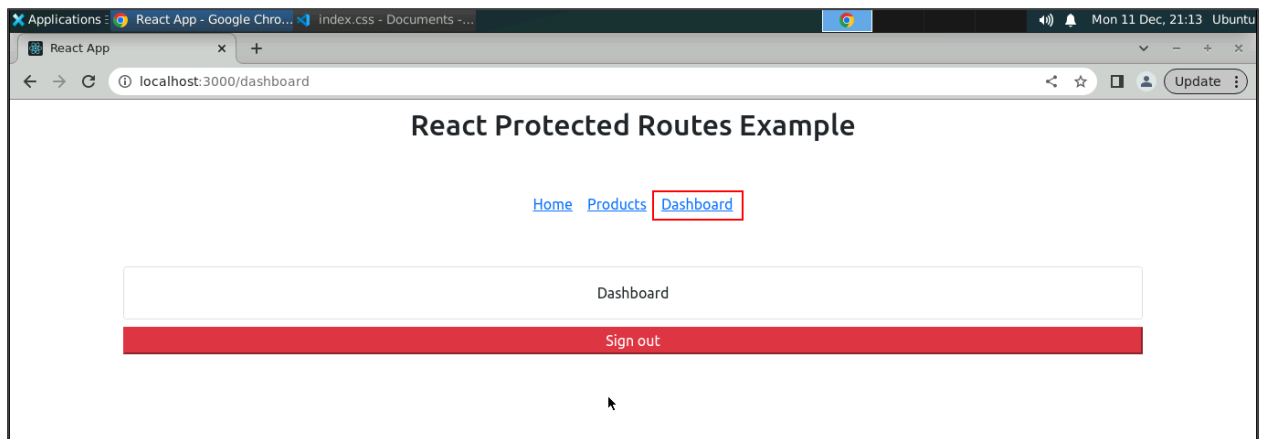 Applications React App - Google Chro... index.css - Documents -... Mon 11 Dec, 21:13 Ubuntu
React App
localhost:3000/dashboard Update
React Protected Routes Example
Home Products Dashboard
Dashboard
Sign out